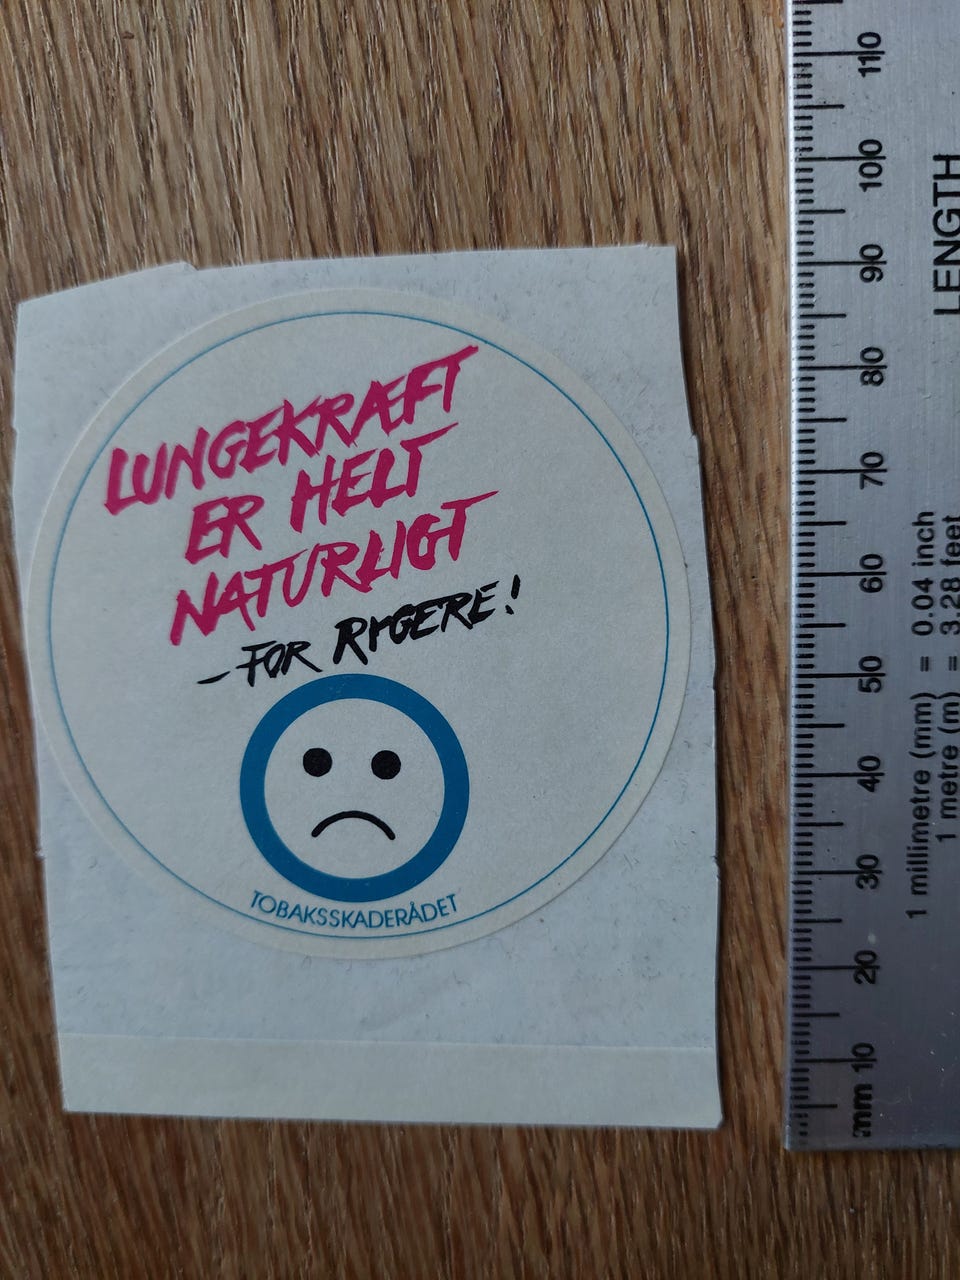 LUNGEKRÆFT
ER HELT
NATURLIGT
– FOR RYGERE!
TOBAKSSKADERÅDET
110
100
90
80
70
60
50
40
30
20
10
mm
LENGTH
1 millimetre (mm) = 0.04 inch
1 metre (m) = 3.28 feet